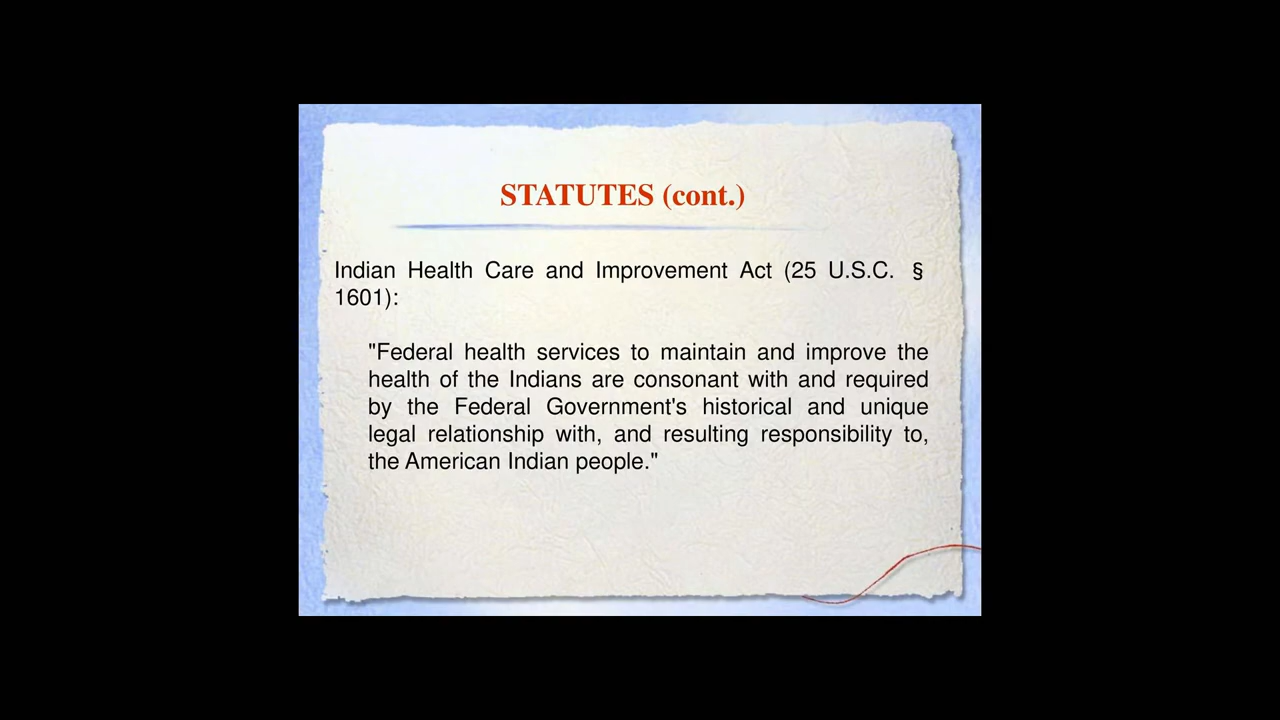 STATUTES (cont.)
Indian Health Care and Improvement Act (25 U.S.C. §
1601):
"Federal health services to maintain and improve the
health of the Indians are consonant with and required
by the Federal Government's historical and unique
legal relationship with, and resulting responsibility to,
the American Indian people."